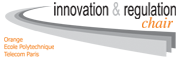 innovation & regulation
chair
Orange
Ecole Polytechnique
Telecom Paris